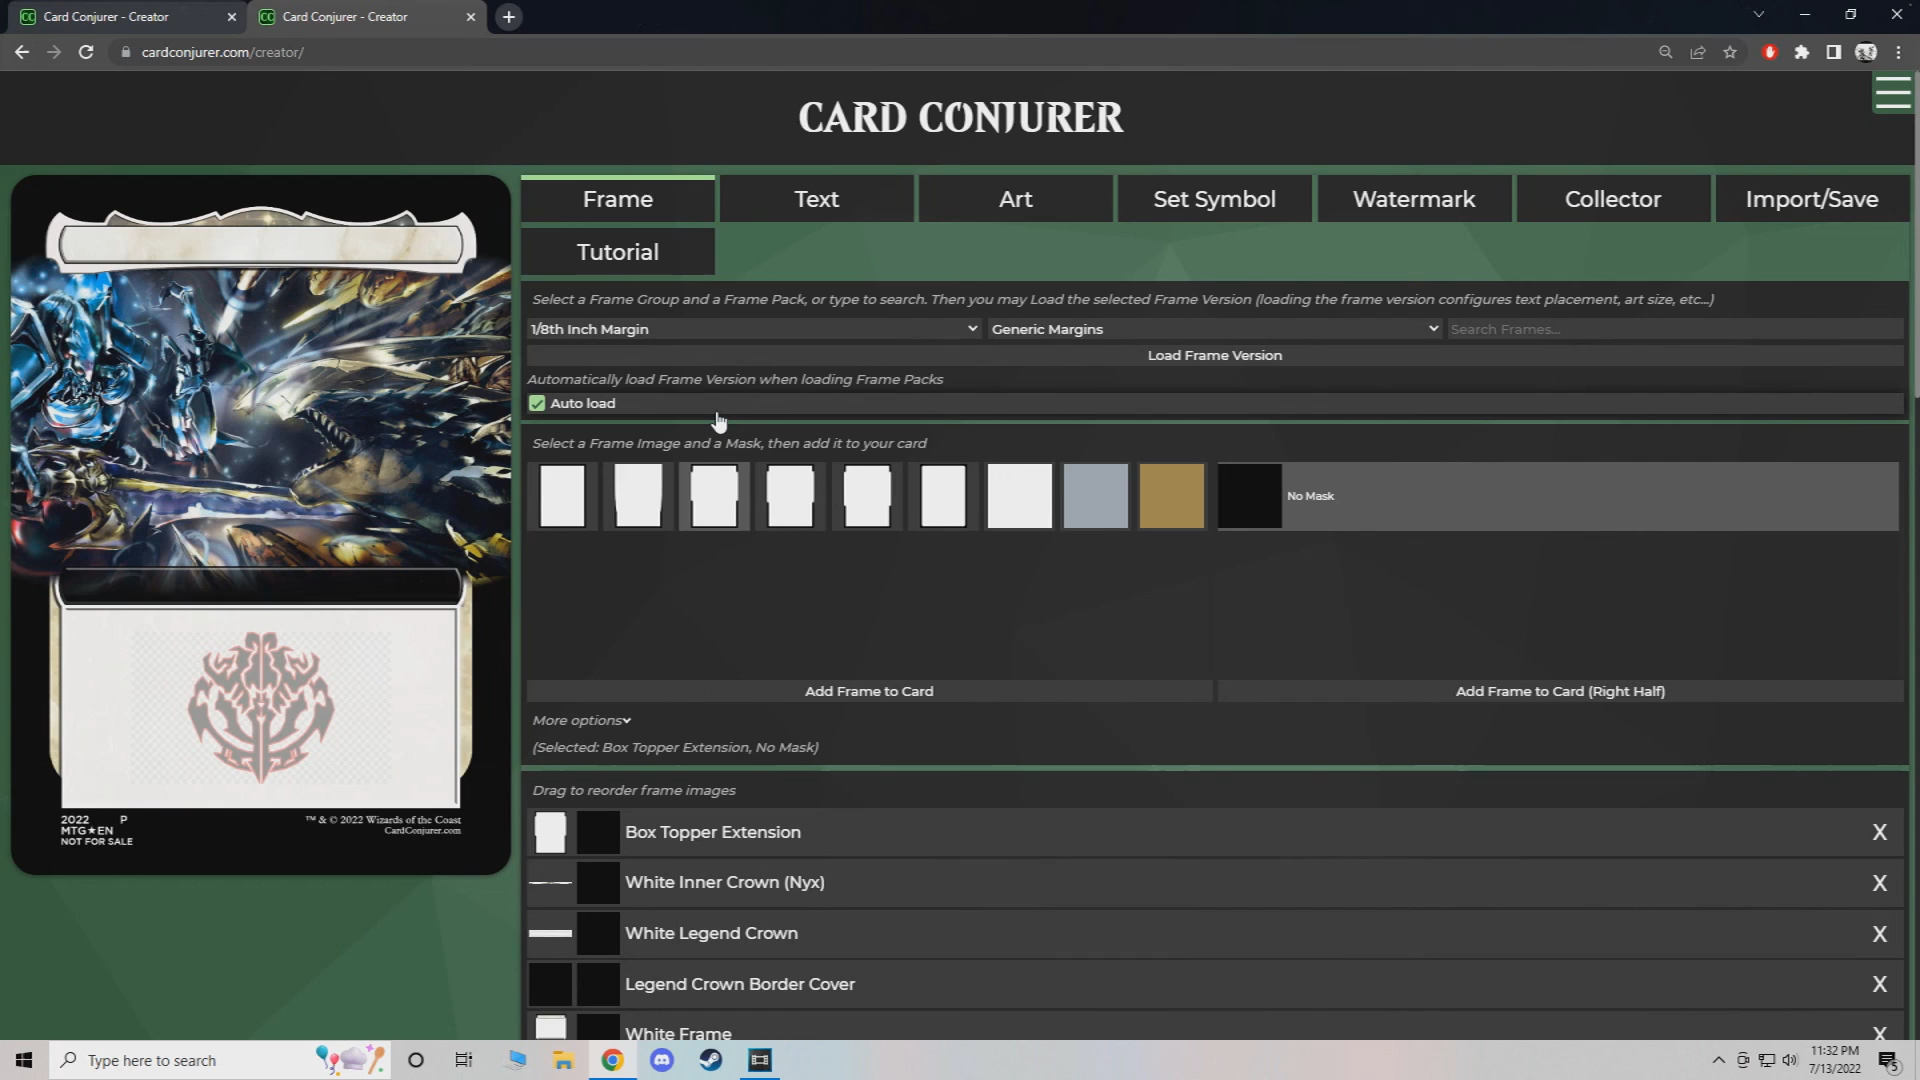 Card Conjurer - Creator
Card Conjurer - Creator
cardconjurer.com/creator/
CARD CONJURER
Frame
Text
Art
Set Symbol
Watermark
Collector
Import/Save
Tutorial
Select a Frame Group and a Frame Pack, or type to search. Then you may Load the selected Frame Version (loading the frame version configures text placement, art size, etc...)
1/8th Inch Margin
Generic Margins
Search Frames...
Load Frame Version
Automatically load Frame Version when loading Frame Packs
Auto load
Select a Frame Image and a Mask, then add it to your card
No Mask
Add Frame to Card
Add Frame to Card (Right Half)
More options
(Selected: Box Topper Extension, No Mask)
Drag to reorder frame images
Box Topper Extension
X
White Inner Crown (Nyx)
X
White Legend Crown
X
Legend Crown Border Cover
X
White Frame
X
2022 P
MTG★EN
NOT FOR SALE
™ & © 2022 Wizards of the Coast
CardConjurer.com
Type here to search
11:32 PM
7/13/2022
5